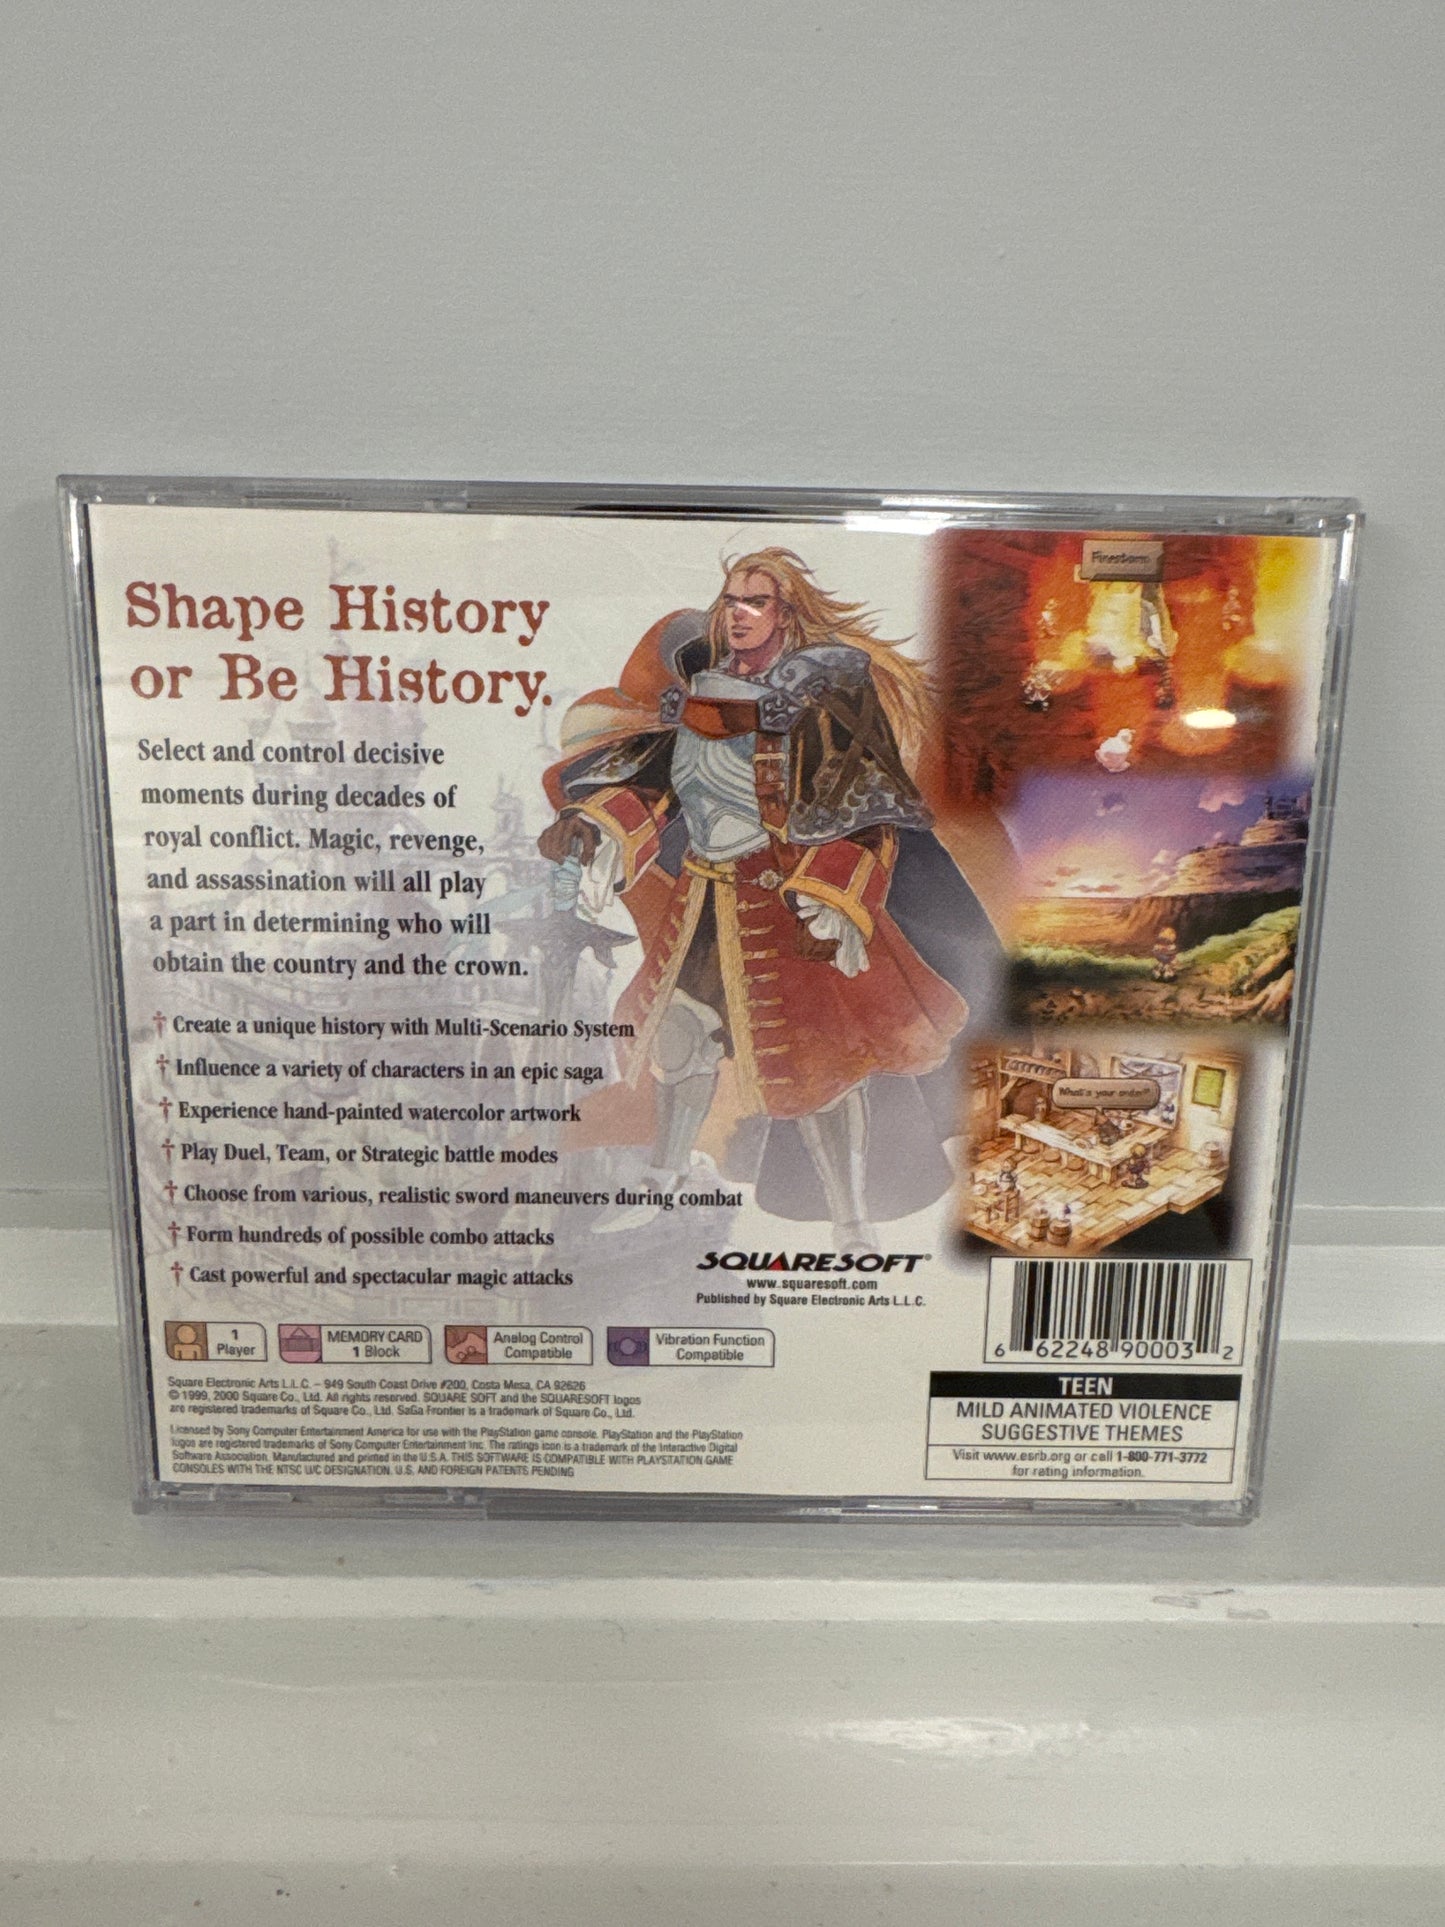 Shape History
or Be History.
Select and control decisive
moments during decades of
royal conflict. Magic, revenge,
and assassination will all play
a part in determining who will
obtain the country and the crown.
† Create a unique history with Multi-Scenario System
† Influence a variety of characters in an epic saga
† Experience hand-painted watercolor artwork
† Play Duel, Team, or Strategic battle modes
† Choose from various, realistic sword maneuvers during combat
† Form hundreds of possible combo attacks
† Cast powerful and spectacular magic attacks
Firestorm
What's your order?
SQUARESOFT®
www.squaresoft.com
Published by Square Electronic Arts L.L.C.
1
Player
MEMORY CARD
1 Block
Analog Control
Compatible
Vibration Function
Compatible
Square Electronic Arts L.L.C. – 949 South Coast Drive #200, Costa Mesa, CA 92626
© 1999, 2000 Square Co., Ltd. All rights reserved. SQUARE SOFT and the SQUARESOFT logos
are registered trademarks of Square Co., Ltd. SaGa Frontier is a trademark of Square Co., Ltd.
Licensed by Sony Computer Entertainment America for use with the PlayStation game console. PlayStation and the PlayStation
logos are registered trademarks of Sony Computer Entertainment Inc. The ratings icon is a trademark of the Interactive Digital
Software Association. Manufactured and printed in the U.S.A. THIS SOFTWARE IS COMPATIBLE WITH PLAYSTATION GAME
CONSOLES WITH THE NTSC U/C DESIGNATION. U.S. AND FOREIGN PATENTS PENDING
6 62248 90003 2
TEEN
MILD ANIMATED VIOLENCE
SUGGESTIVE THEMES
Visit www.esrb.org or call 1-800-771-3772
for rating information.